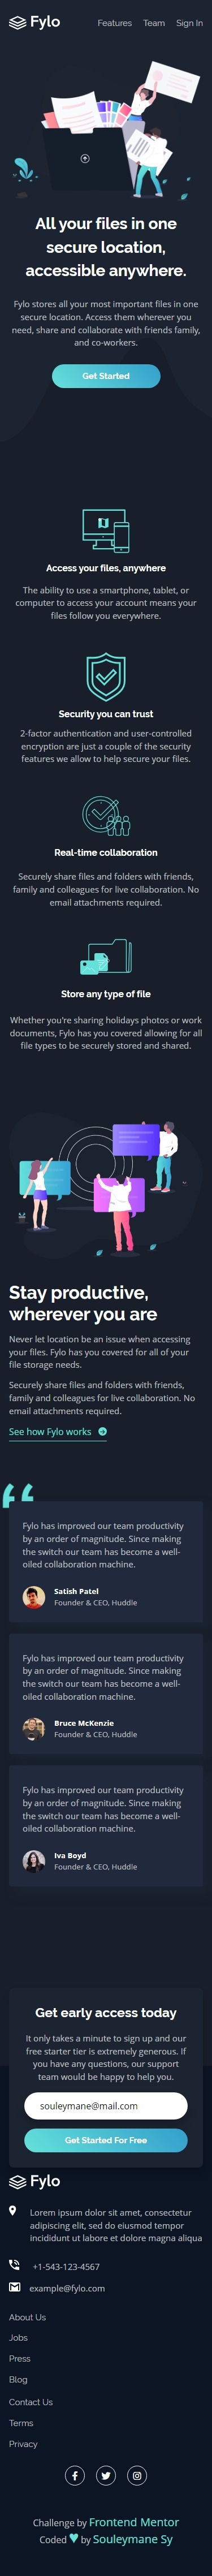 Fylo
Features Team Sign In
All your files in one
secure location,
accessible anywhere.
Fylo stores all your most important files in one
secure location. Access them wherever you
need, share and collaborate with friends family,
and co-workers.
Get Started
Access your files, anywhere
The ability to use a smartphone, tablet, or
computer to access your account means your
files follow you everywhere.
Security you can trust
2-factor authentication and user-controlled
encryption are just a couple of the security
features we allow to help secure your files.
Real-time collaboration
Securely share files and folders with friends,
family and colleagues for live collaboration. No
email attachments required.
Store any type of file
Whether you're sharing holidays photos or work
documents, Fylo has you covered allowing for all
file types to be securely stored and shared.
Stay productive,
wherever you are
Never let location be an issue when accessing
your files. Fylo has you covered for all of your
file storage needs.
Securely share files and folders with friends,
family and colleagues for live collaboration. No
email attachments required.
See how Fylo works
Fylo has improved our team productivity
by an order of magnitude. Since making
the switch our team has become a well-
oiled collaboration machine.
Satish Patel
Founder & CEO, Huddle
Fylo has improved our team productivity
by an order of magnitude. Since making
the switch our team has become a well-
oiled collaboration machine.
Bruce McKenzie
Founder & CEO, Huddle
Fylo has improved our team productivity
by an order of magnitude. Since making
the switch our team has become a well-
oiled collaboration machine.
Iva Boyd
Founder & CEO, Huddle
Get early access today
It only takes a minute to sign up and our
free starter tier is extremely generous. If
you have any questions, our support
team would be happy to help you.
souleymane@mail.com
Get Started For Free
Fylo
Lorem ipsum dolor sit amet, consectetur
adipiscing elit, sed do eiusmod tempor
incididunt ut labore et dolore magna aliqua
+1-543-123-4567
example@fylo.com
About Us
Jobs
Press
Blog
Contact Us
Terms
Privacy
Challenge by Frontend Mentor
Coded ♥ by Souleymane Sy